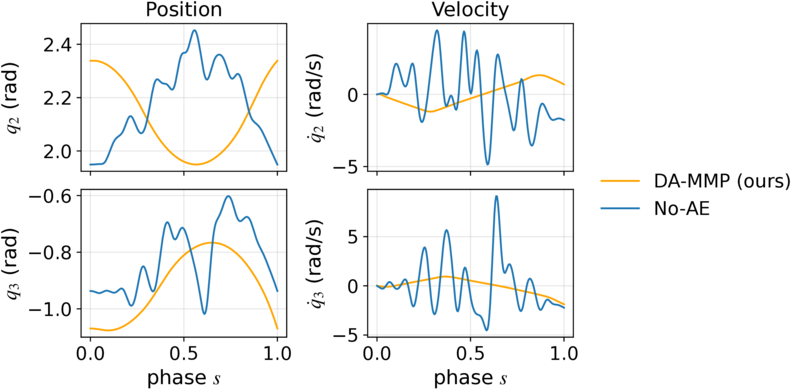 Position
Velocity
q₂ (rad)
2.4
2.2
2.0
q̇₂ (rad/s)
0
−5
q₃ (rad)
−0.6
−0.8
−1.0
0.0
0.5
1.0
phase s
q̇₃ (rad/s)
5
0
−5
0.0
0.5
1.0
phase s
DA-MMP (ours)
No-AE